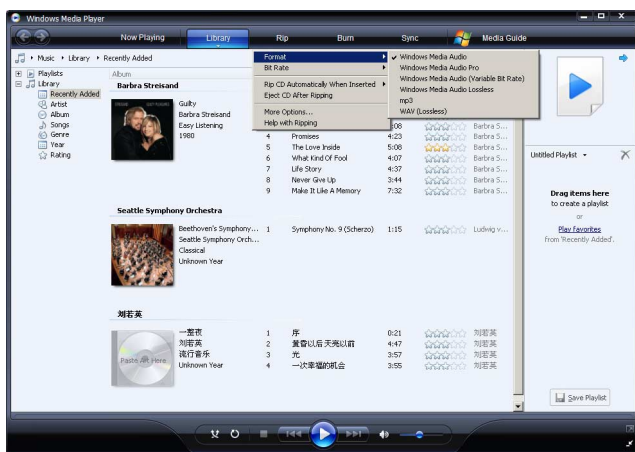 Windows Media Player
Now Playing
Library
Rip
Burn
Sync
Media Guide
Music
Library
Recently Added
Playlists
Library
Recently Added
Artist
Album
Songs
Genre
Year
Rating
Format
Bit Rate
Rip CD Automatically When Inserted
Eject CD After Ripping
More Options...
Help with Ripping
Windows Media Audio
Windows Media Audio Pro
Windows Media Audio (Variable Bit Rate)
Windows Media Audio Lossless
mp3
WAV (Lossless)
Album
Barbra Streisand
Guilty
Barbra Streisand
Easy Listening
1980
5:08 Barbra S...
4 Promises 4:23 Barbra S...
5 The Love Inside 5:08 Barbra S...
6 What Kind Of Fool 4:07 Barbra S...
7 Life Story 4:37 Barbra S...
8 Never Give Up 3:44 Barbra S...
9 Make It Like A Memory 7:32 Barbra S...
Seattle Symphony Orchestra
Beethoven's Symphony... 1 Symphony No. 9 (Scherzo) 1:15 Ludwig v...
Seattle Symphony Orch...
Classical
Unknown Year
刘若英
Paste Art Here
一整夜 1 序 0:21 刘若英
刘若英 2 黄昏以后 天亮以前 4:47 刘若英
流行音乐 3 光 3:57 刘若英
Unknown Year 4 一次幸福的机会 3:55 刘若英
Untitled Playlist
Drag items here
to create a playlist
or
Play favorites
from 'Recently Added'.
Save Playlist